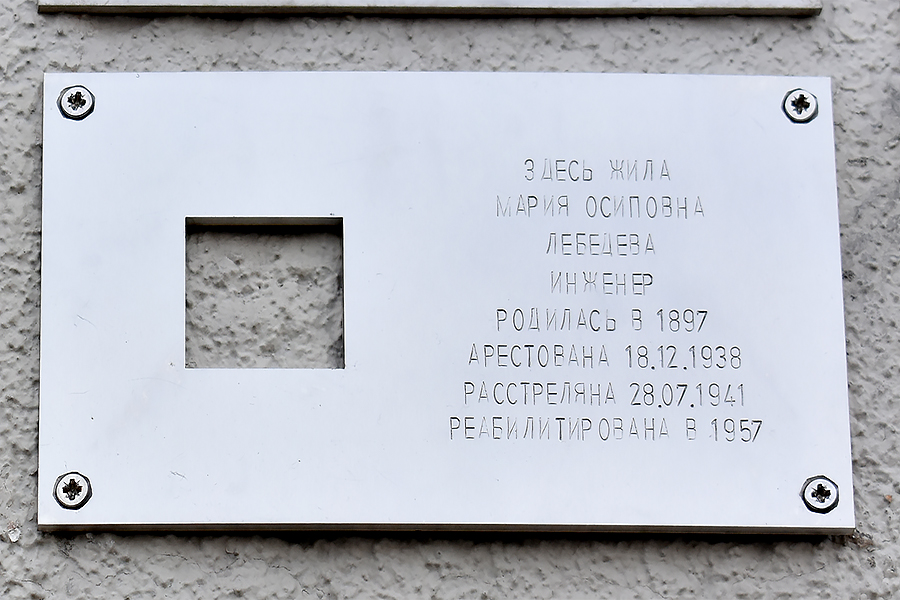 ЗДЕСЬ ЖИЛА
МАРИЯ ОСИПОВНА
ЛЕБЕДЕВА
ИНЖЕНЕР
РОДИЛАСЬ В 1897
АРЕСТОВАНА 18.12.1938
РАССТРЕЛЯНА 28.07.1941
РЕАБИЛИТИРОВАНА В 1957